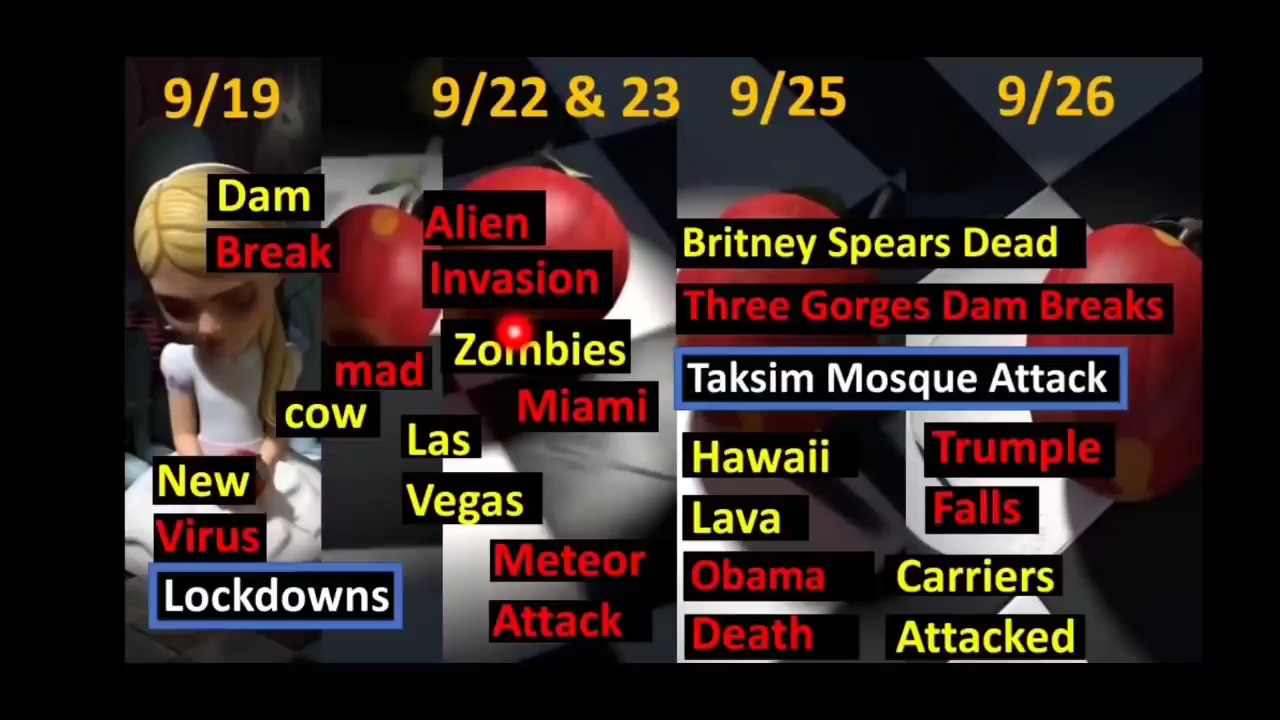 9/19
9/22 & 23
9/25
9/26
Dam
Break
mad
cow
New
Virus
Lockdowns
Alien
Invasion
Zombies
Miami
Las
Vegas
Meteor
Attack
Britney Spears Dead
Three Gorges Dam Breaks
Taksim Mosque Attack
Hawaii
Lava
Obama
Death
Trumple
Falls
Carriers
Attacked